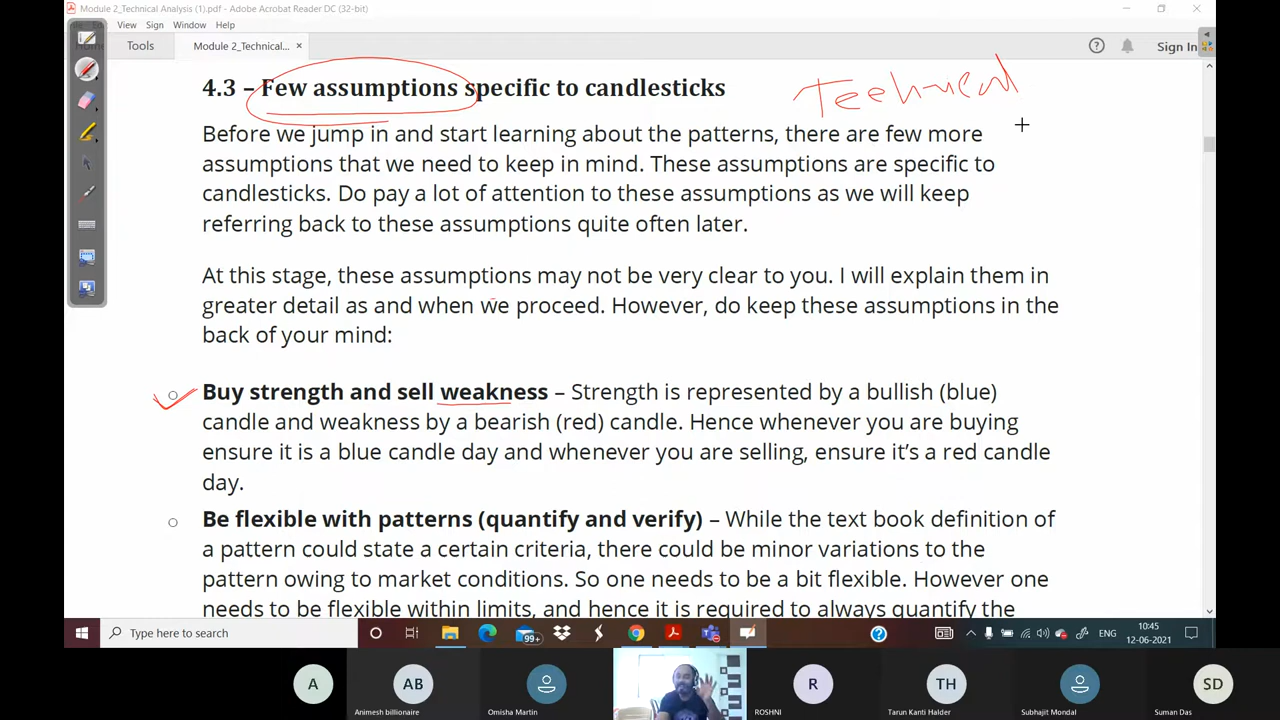 Module 2_Technical Analysis (1).pdf - Adobe Acrobat Reader DC (32-bit)
View Sign Window Help
Home Tools Module 2_Technical... × Sign In
4.3 – Few assumptions specific to candlesticks
Technical
Before we jump in and start learning about the patterns, there are few more
assumptions that we need to keep in mind. These assumptions are specific to
candlesticks. Do pay a lot of attention to these assumptions as we will keep
referring back to these assumptions quite often later.
At this stage, these assumptions may not be very clear to you. I will explain them in
greater detail as and when we proceed. However, do keep these assumptions in the
back of your mind:
Buy strength and sell weakness – Strength is represented by a bullish (blue)
candle and weakness by a bearish (red) candle. Hence whenever you are buying
ensure it is a blue candle day and whenever you are selling, ensure it's a red candle
day.
Be flexible with patterns (quantify and verify) – While the text book definition of
a pattern could state a certain criteria, there could be minor variations to the
pattern owing to market conditions. So one needs to be a bit flexible. However one
needs to be flexible within limits, and hence it is required to always quantify the
Type here to search
99+
ENG
10:45
12-06-2021
A AB R TH SD
Animesh billionaire Omisha Martin ROSHNI Tarun Kanti Halder Subhajit Mondal Suman Das